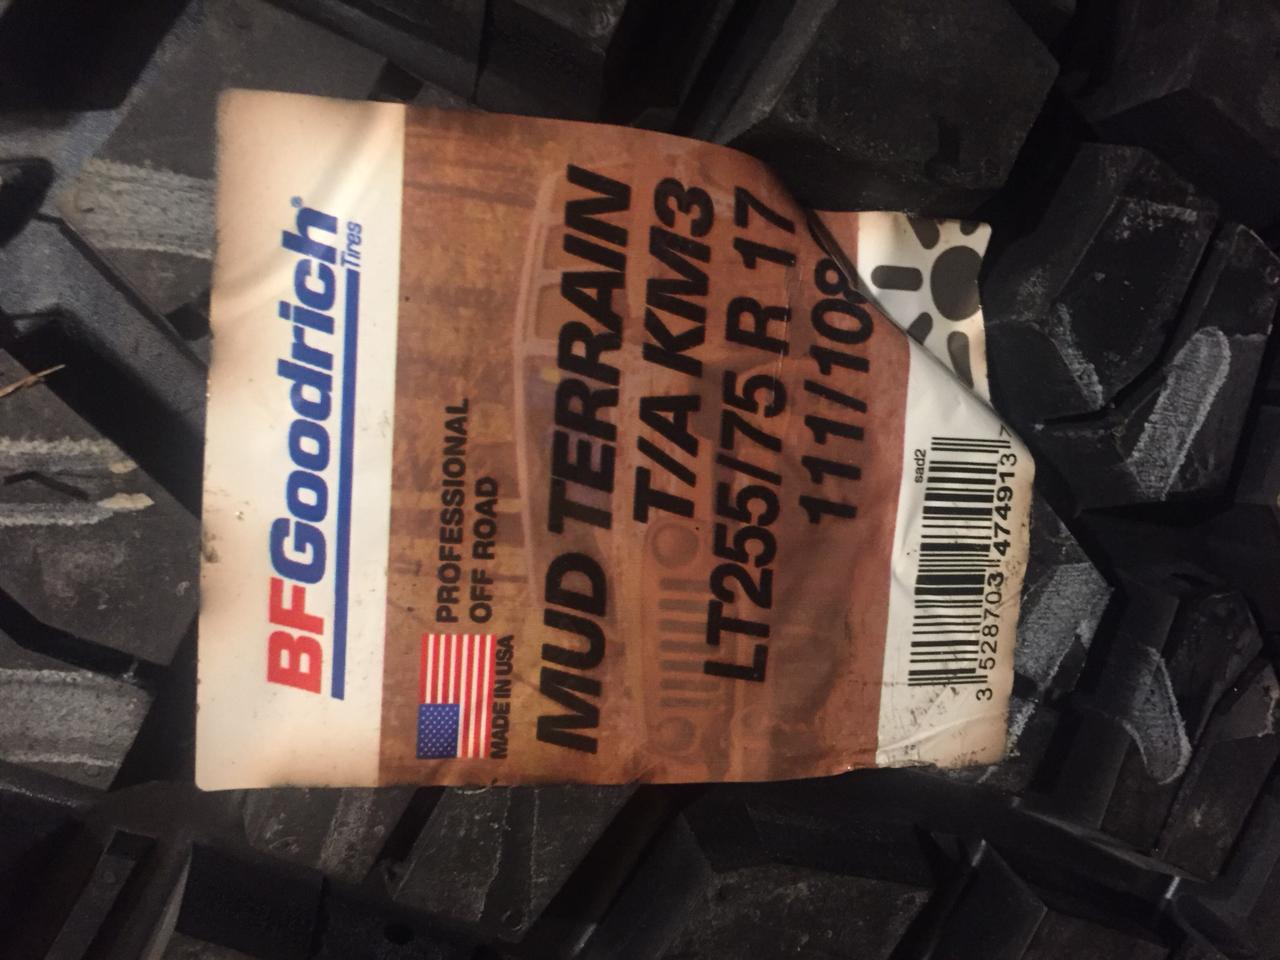 BFGoodrich®
Tires
PROFESSIONAL
OFF ROAD
MADE IN USA
MUD TERRAIN
T/A KM3
LT255/75 R 17
111/108
sad2
3 528703 474913 7